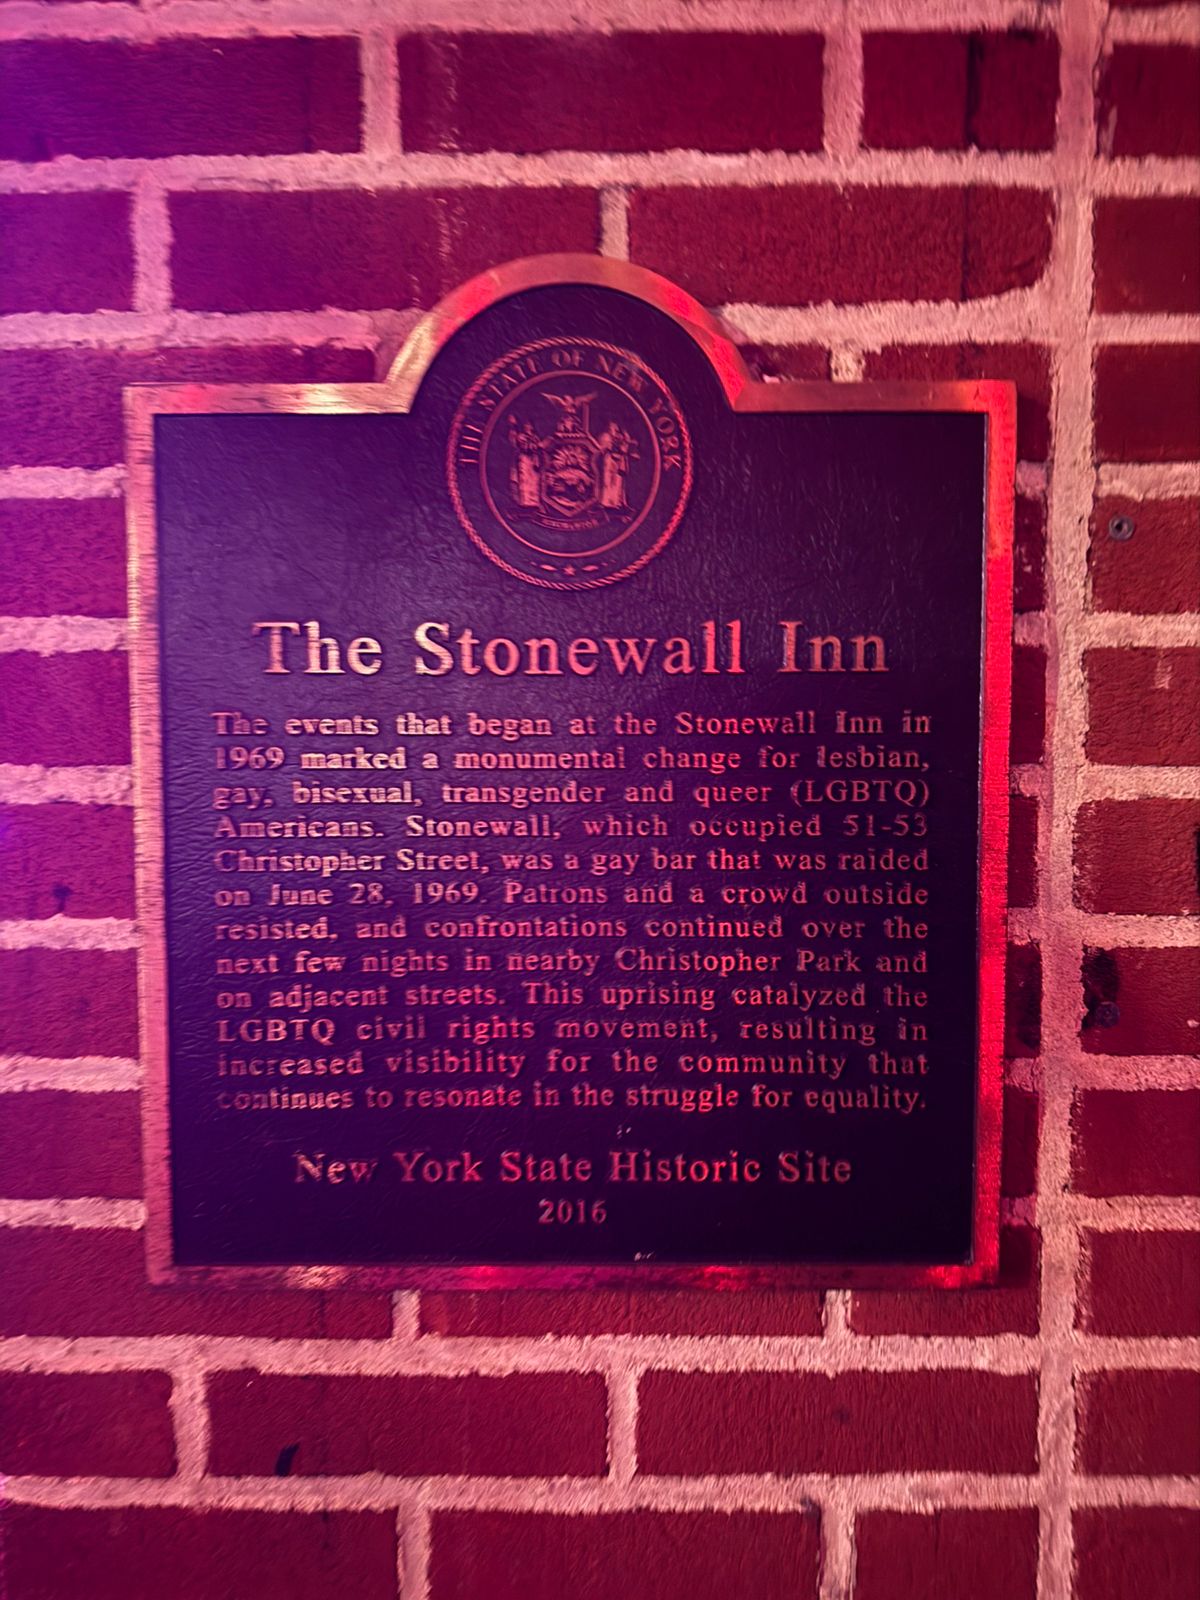 THE STATE OF NEW YORK
EXCELSIOR
The Stonewall Inn
The events that began at the Stonewall Inn in
1969 marked a monumental change for lesbian,
gay, bisexual, transgender and queer (LGBTQ)
Americans. Stonewall, which occupied 51-53
Christopher Street, was a gay bar that was raided
on June 28, 1969. Patrons and a crowd outside
resisted, and confrontations continued over the
next few nights in nearby Christopher Park and
on adjacent streets. This uprising catalyzed the
LGBTQ civil rights movement, resulting in
increased visibility for the community that
continues to resonate in the struggle for equality.
New York State Historic Site
2016